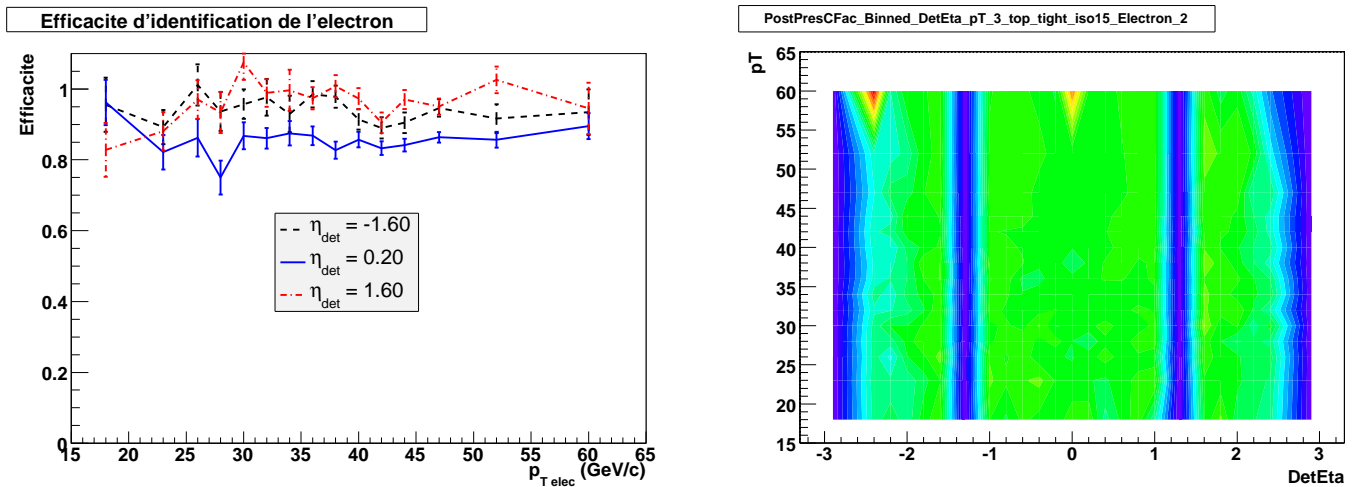 Efficacite d'identification de l'electron
Efficacite
1
0.8
0.6
0.4
0.2
0
15 20 25 30 35 40 45 50 55 60 65
p_T elec (GeV/c)
η_det = -1.60
η_det = 0.20
η_det = 1.60
PostPresCFac_Binned_DetEta_pT_3_top_tight_iso15_Electron_2
pT
65
60
55
50
45
40
35
30
25
20
15
-3 -2 -1 0 1 2 3
DetEta